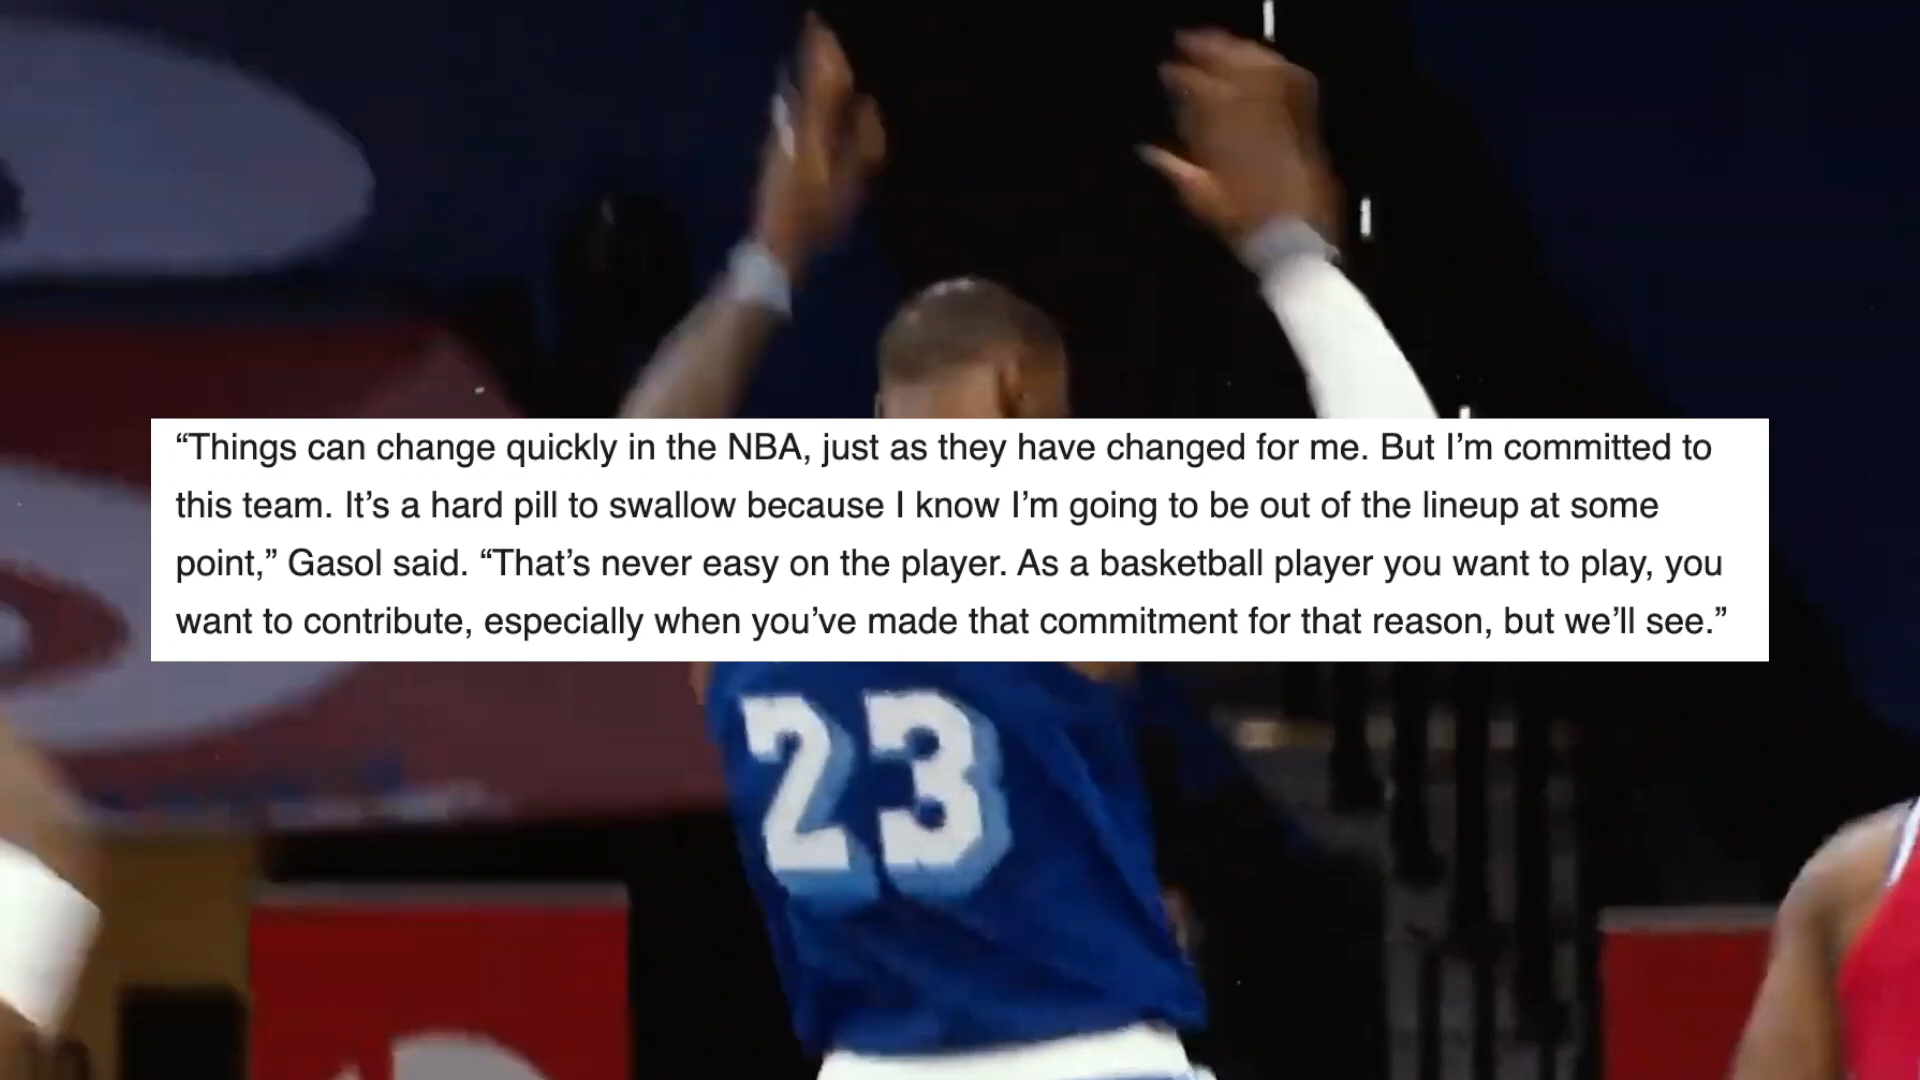 “Things can change quickly in the NBA, just as they have changed for me. But I’m committed to
this team. It’s a hard pill to swallow because I know I’m going to be out of the lineup at some
point,” Gasol said. “That’s never easy on the player. As a basketball player you want to play, you
want to contribute, especially when you’ve made that commitment for that reason, but we’ll see.”
23